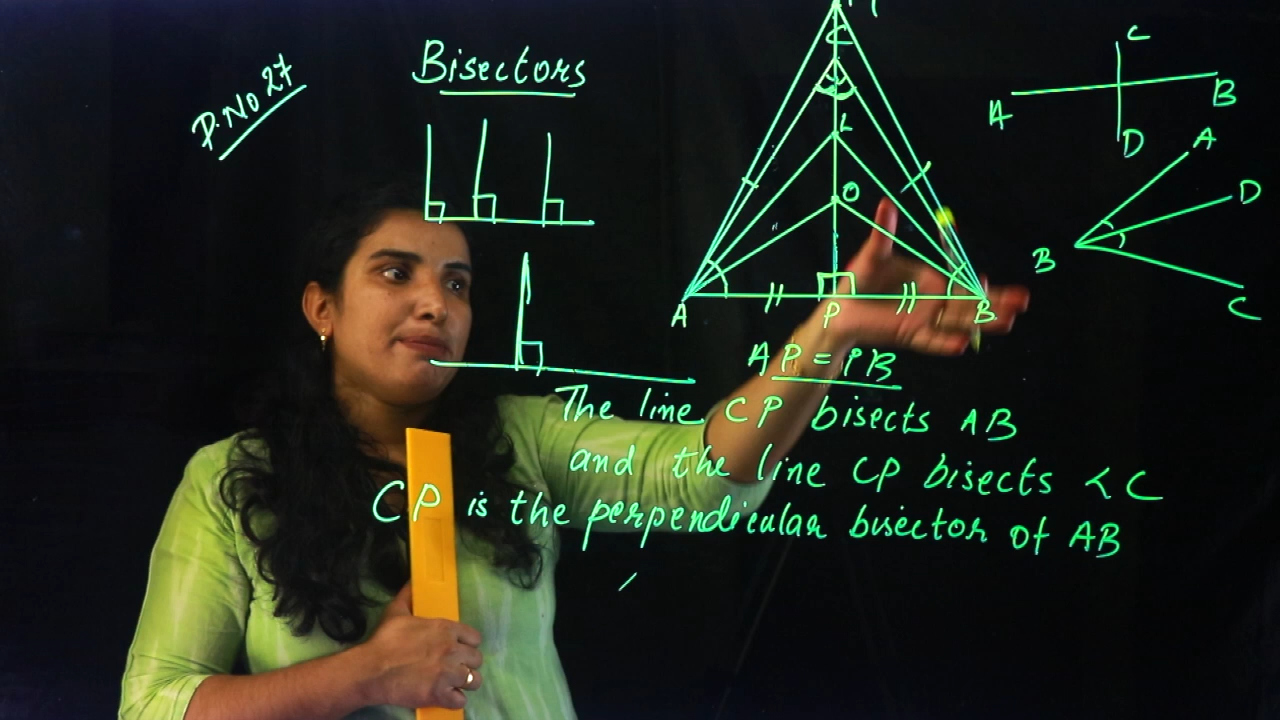 P.No 27
Bisectors
C
L
O
A
P
B
A
B
C
D
A
D
B
C
AP = PB
The line CP bisects AB
and the line CP bisects <C
CP is the perpendicular bisector of AB